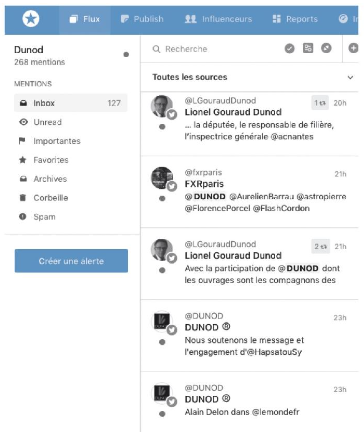 Flux Publish Influenceurs Reports
Dunod
268 mentions
MENTIONS
Inbox 127
Unread
Importantes
Favorites
Archives
Corbeille
Spam
Créer une alerte
Recherche
Toutes les sources
@LGouraudDunod 1 20h
Lionel Gouraud Dunod
... la députée, le responsable de filière,
l'inspectrice générale @acnantes
@fxrparis 21h
FXRparis
@DUNOD @AurelienBarrau @astropierre
@FlorencePorcel @FlashCordon
@LGouraudDunod 2 21h
Lionel Gouraud Dunod
Avec la participation de @DUNOD dont
les ouvrages sont les compagnons des
@DUNOD 23h
DUNOD ®
Nous soutenons le message et
l'engagement d'@HapsatouSy
@DUNOD 23h
DUNOD ®
Alain Delon dans @lemondefr